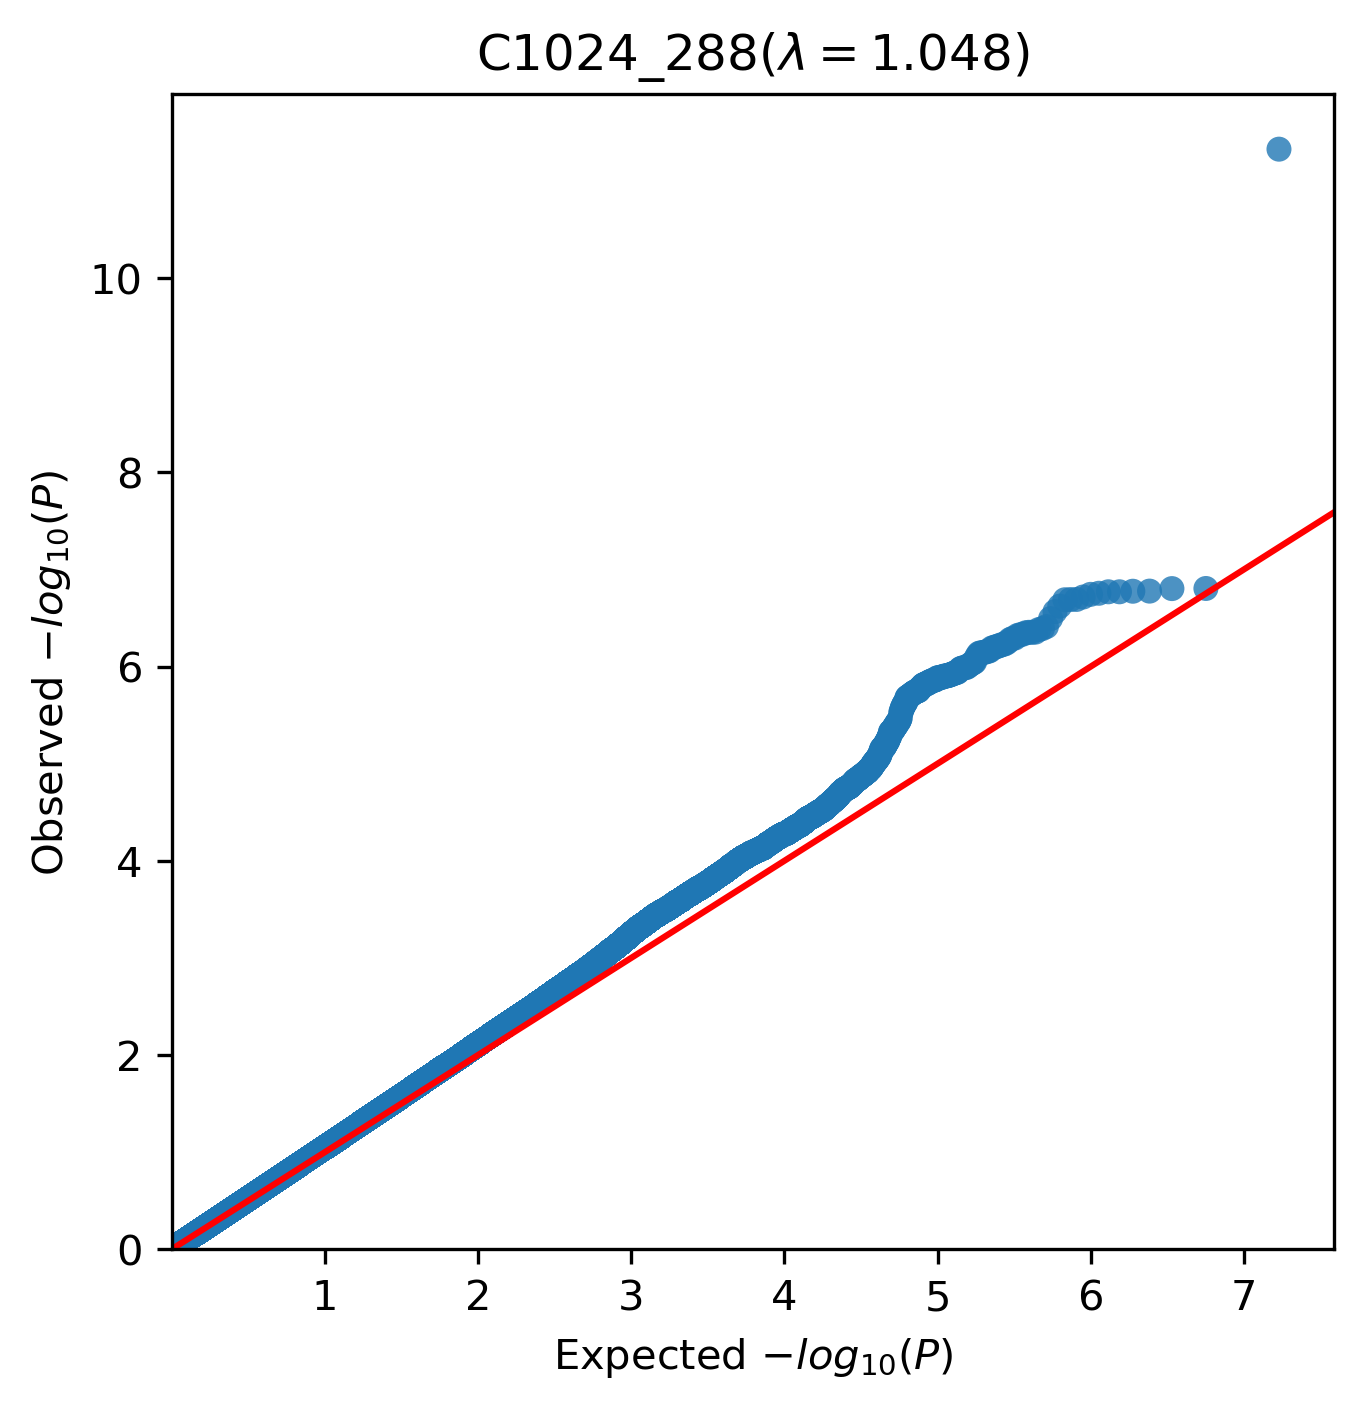 C1024_288(λ = 1.048)
Observed −log₁₀(P)
10
8
6
4
2
0
1 2 3 4 5 6 7
Expected −log₁₀(P)